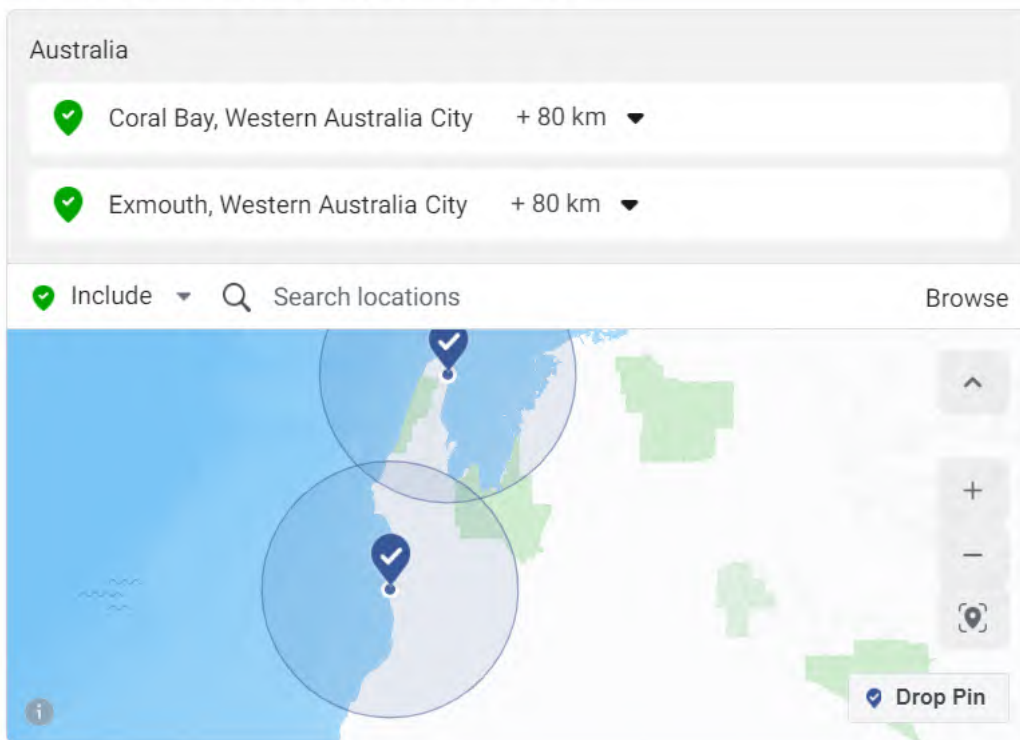 Australia
Coral Bay, Western Australia City + 80 km
Exmouth, Western Australia City + 80 km
Include Search locations Browse
Drop Pin